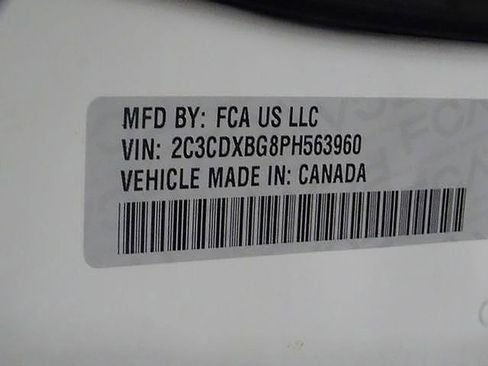 MFD BY: FCA US LLC
VIN: 2C3CDXBG8PH563960
VEHICLE MADE IN: CANADA